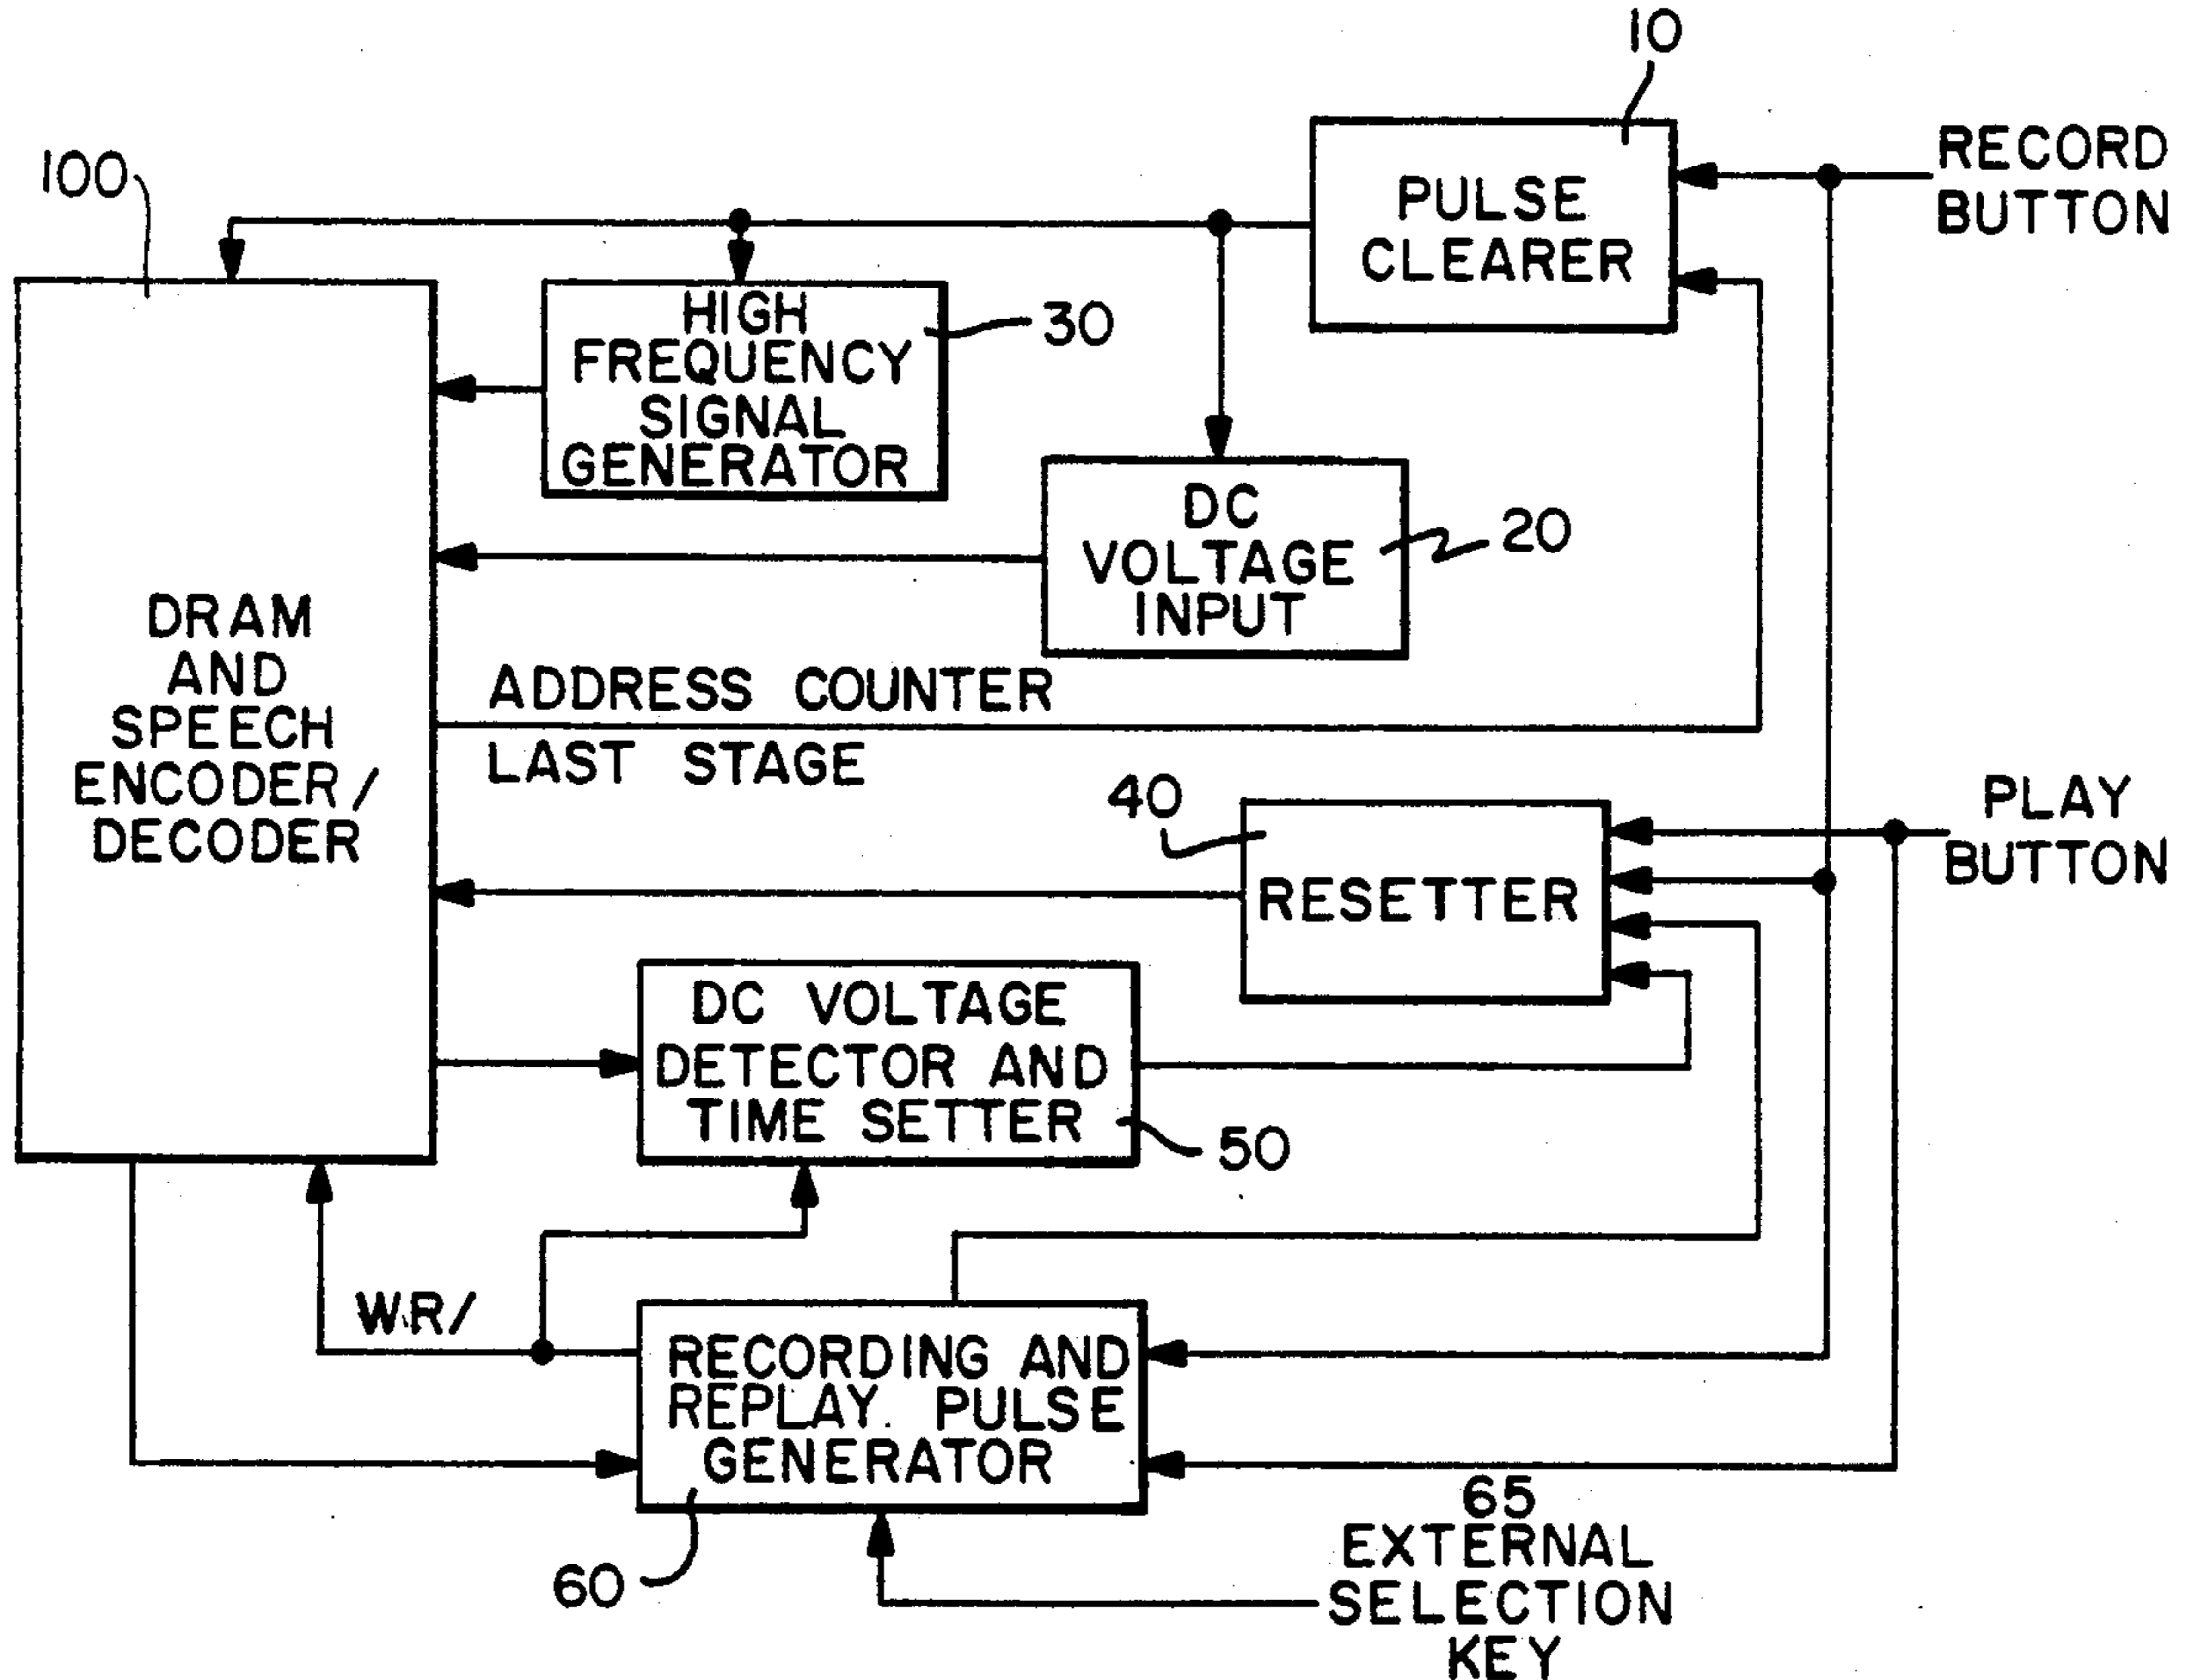 10
RECORD
BUTTON
100
PULSE
CLEARER
HIGH
FREQUENCY
SIGNAL
GENERATOR
30
DC
VOLTAGE
INPUT
20
DRAM
AND
SPEECH
ENCODER/
DECODER
ADDRESS COUNTER
LAST STAGE
40
PLAY
BUTTON
RESETTER
DC VOLTAGE
DETECTOR AND
TIME SETTER
50
WR/
RECORDING AND
REPLAY PULSE
GENERATOR
60
65
EXTERNAL
SELECTION
KEY